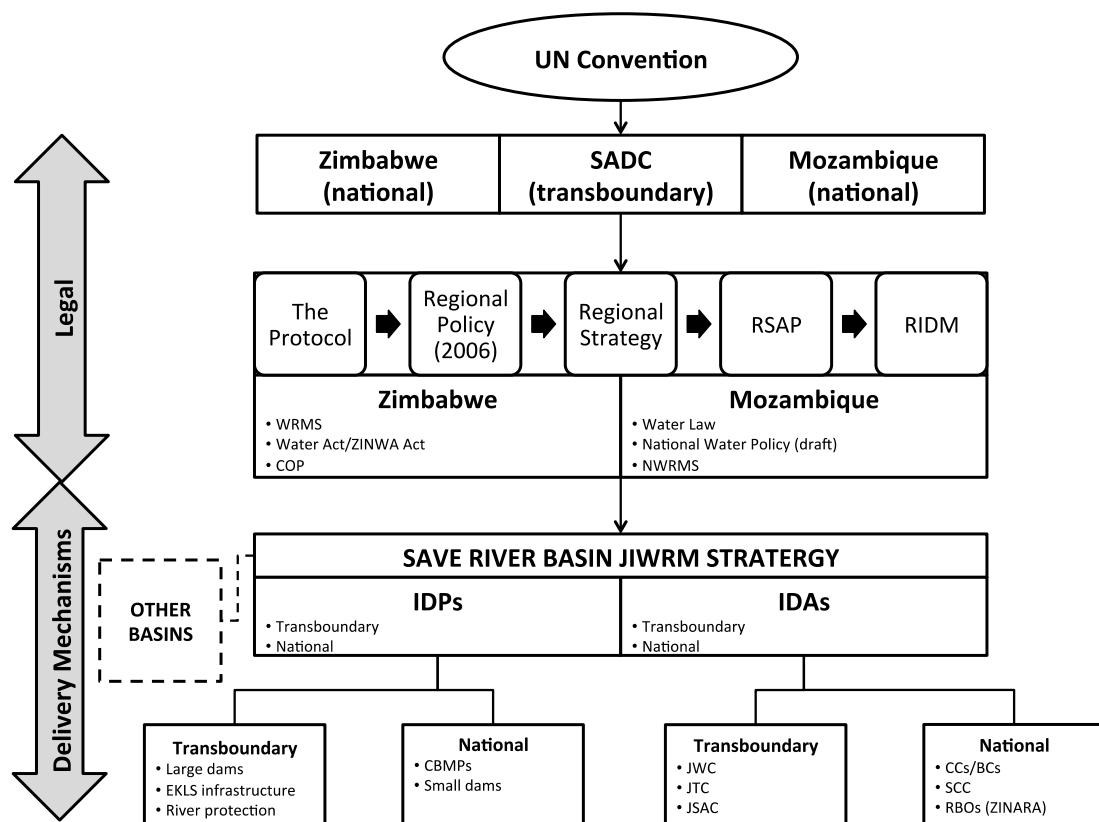 UN Convention
Zimbabwe
(national)
SADC
(transboundary)
Mozambique
(national)
Legal
The
Protocol
Regional
Policy
(2006)
Regional
Strategy
RSAP
RIDM
Zimbabwe
• WRMS
• Water Act/ZINWA Act
• COP
Mozambique
• Water Law
• National Water Policy (draft)
• NWRMS
Delivery Mechanisms
OTHER
BASINS
SAVE RIVER BASIN JIWRM STRATERGY
IDPs
• Transboundary
• National
IDAs
• Transboundary
• National
Transboundary
• Large dams
• EKLS infrastructure
• River protection
National
• CBMPs
• Small dams
Transboundary
• JWC
• JTC
• JSAC
National
• CCs/BCs
• SCC
• RBOs (ZINARA)